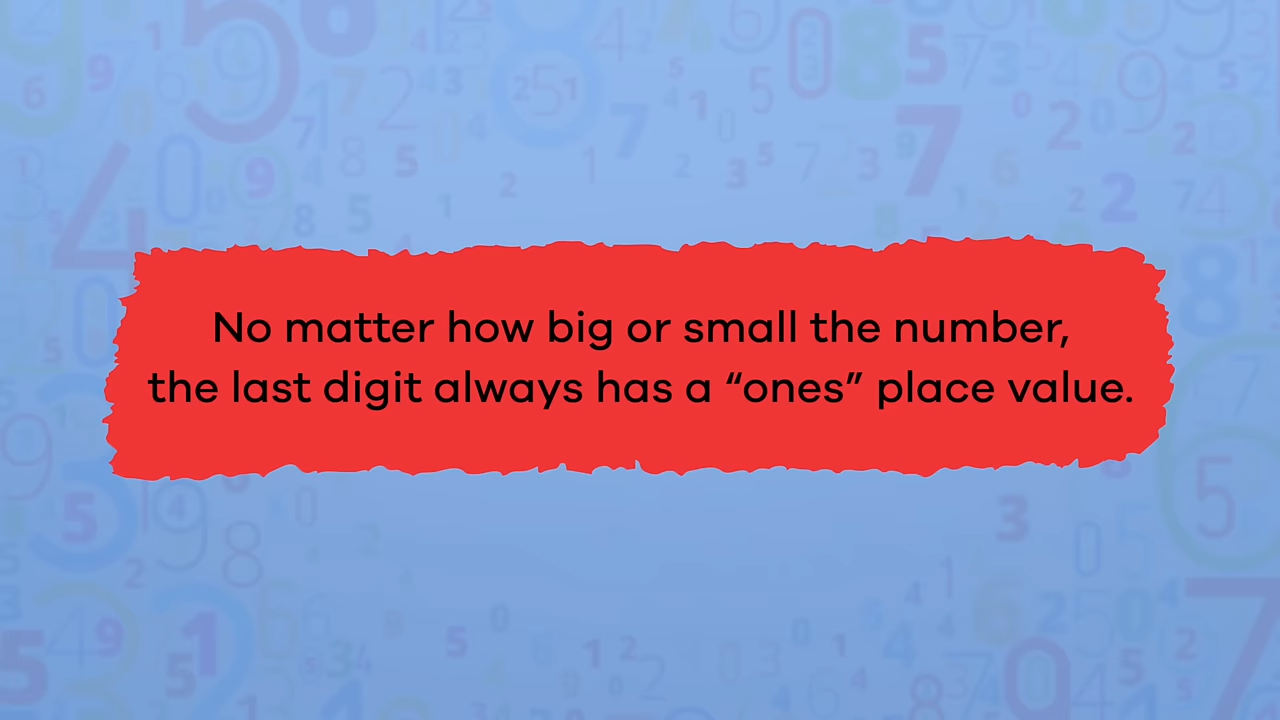 No matter how big or small the number,
the last digit always has a “ones” place value.